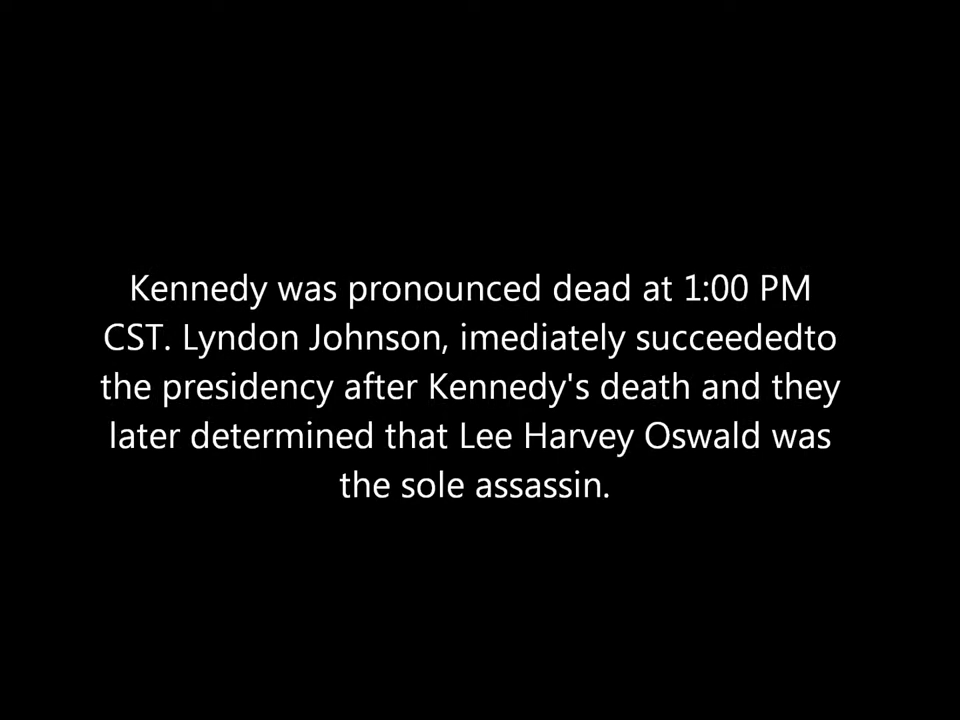 Kennedy was pronounced dead at 1:00 PM
CST. Lyndon Johnson, imediately succeededto
the presidency after Kennedy's death and they
later determined that Lee Harvey Oswald was
the sole assassin.